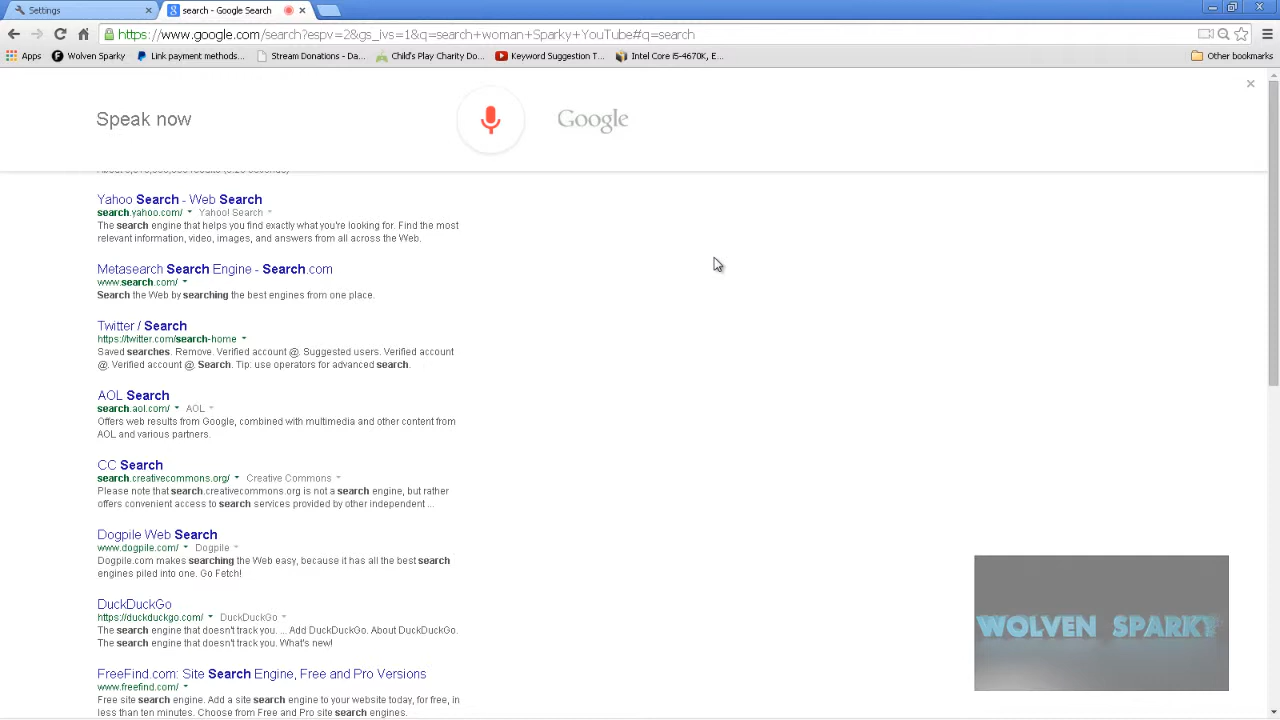 Settings
search - Google Search
https://www.google.com/search?espv=2&gs_ivs=1&q=search+woman+Sparky+YouTube#q=search
Apps
Wolven Sparky
Link payment methods...
Stream Donations - Da...
Child's Play Charity Do...
Keyword Suggestion T...
Intel Core i5-4670K, E...
Other bookmarks
Speak now
Google
Yahoo Search - Web Search
search.yahoo.com/ Yahoo! Search
The search engine that helps you find exactly what you're looking for. Find the most
relevant information, video, images, and answers from all across the Web.
Metasearch Search Engine - Search.com
www.search.com/
Search the Web by searching the best engines from one place.
Twitter / Search
https://twitter.com/search-home
Saved searches. Remove. Verified account @. Suggested users. Verified account
@. Verified account @. Search. Tip: use operators for advanced search.
AOL Search
search.aol.com/ AOL
Offers web results from Google, combined with multimedia and other content from
AOL and various partners.
CC Search
search.creativecommons.org/ Creative Commons
Please note that search.creativecommons.org is not a search engine, but rather
offers convenient access to search services provided by other independent ...
Dogpile Web Search
www.dogpile.com/ Dogpile
Dogpile.com makes searching the Web easy, because it has all the best search
engines piled into one. Go Fetch!
DuckDuckGo
https://duckduckgo.com/ DuckDuckGo
The search engine that doesn't track you. ... Add DuckDuckGo. About DuckDuckGo.
The search engine that doesn't track you. What's new!
FreeFind.com: Site Search Engine, Free and Pro Versions
www.freefind.com/
Free site search engine. Add a site search engine to your website today, for free, in
less than ten minutes. Choose from Free and Pro site search engines.
WOLVEN SPARKY